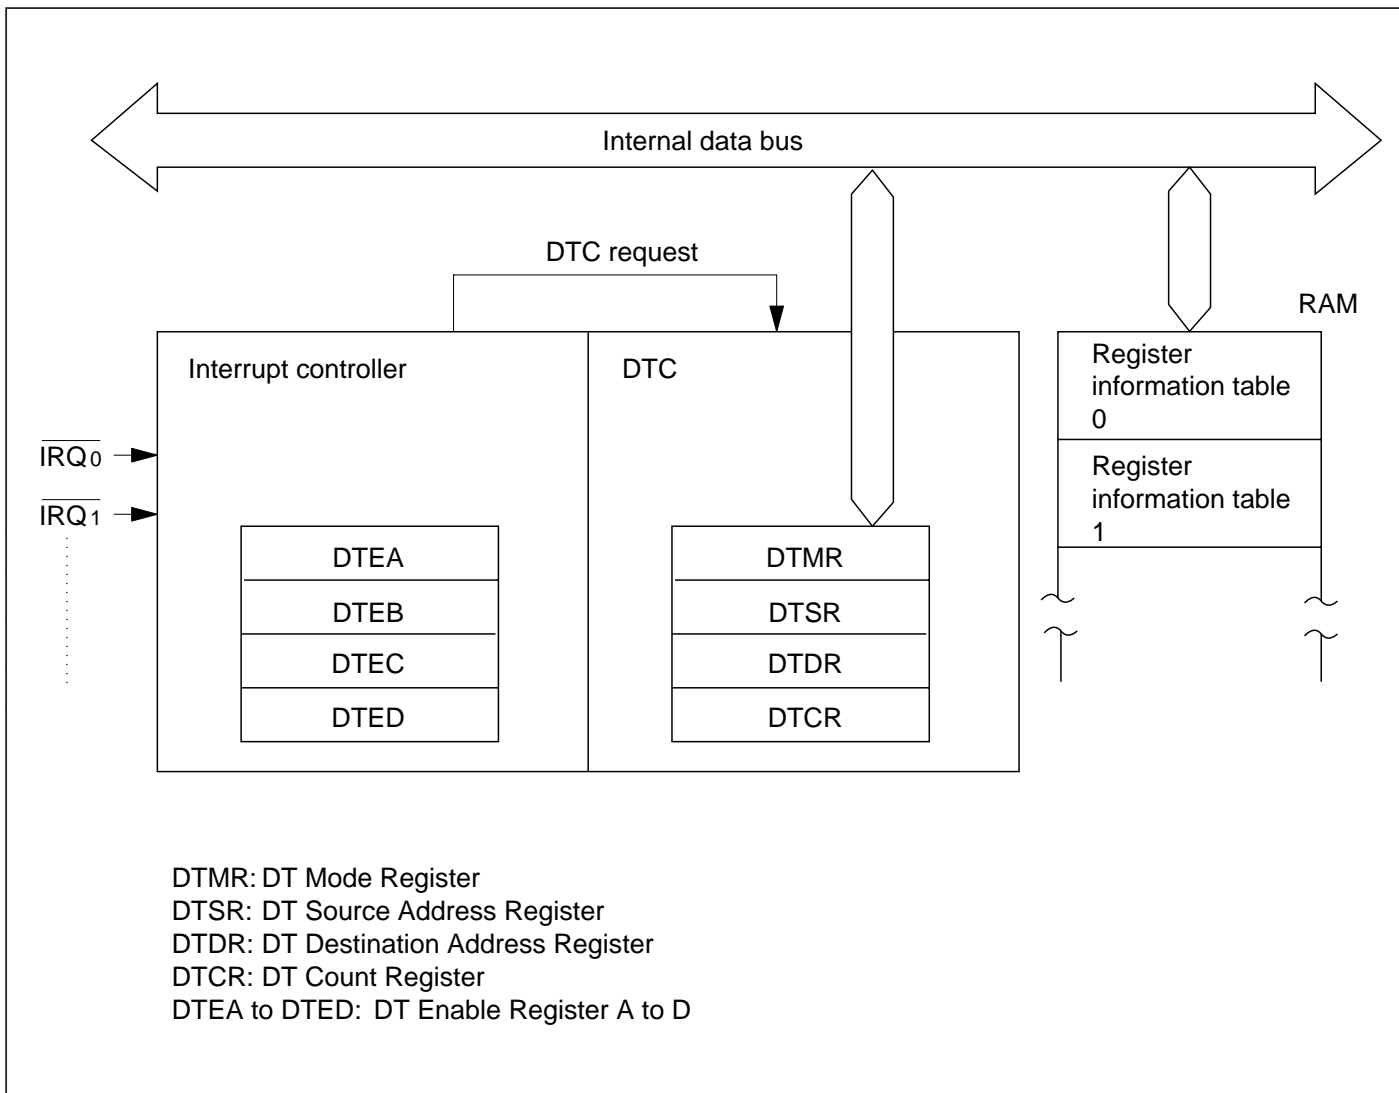 Internal data bus
DTC request
RAM
Interrupt controller
DTC
Register
information table
0
IRQ0
Register
information table
1
IRQ1
DTEA
DTMR
DTEB
DTSR
DTEC
DTDR
DTED
DTCR
DTMR: DT Mode Register
DTSR: DT Source Address Register
DTDR: DT Destination Address Register
DTCR: DT Count Register
DTEA to DTED: DT Enable Register A to D